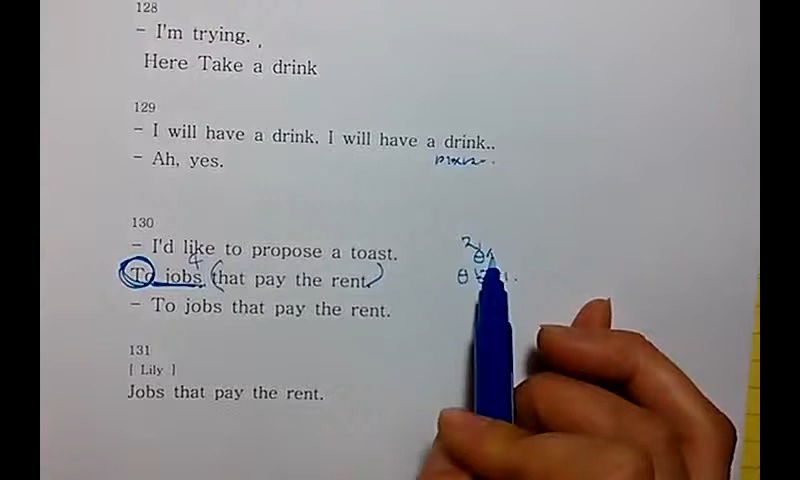 128
- I'm trying.
Here Take a drink
129
- I will have a drink. I will have a drink..
- Ah, yes.
130
- I'd like to propose a toast.
To jobs that pay the rent.
- To jobs that pay the rent.
131
[ Lily ]
Jobs that pay the rent.